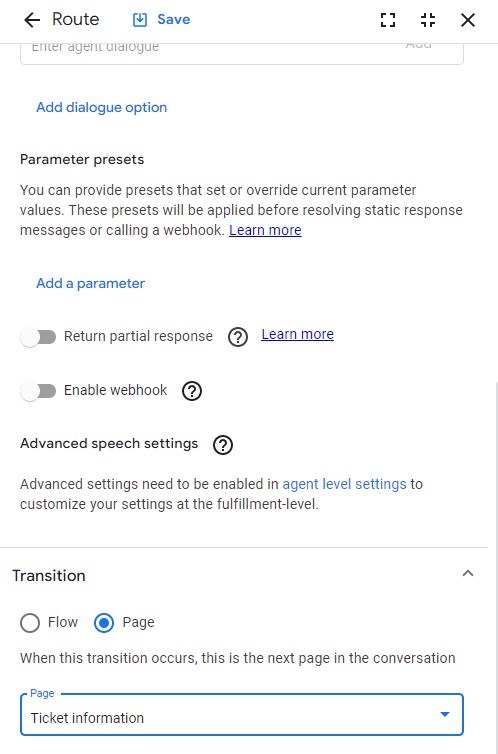 Route
Save
Enter agent dialogue
Add
Add dialogue option
Parameter presets
You can provide presets that set or override current parameter
values. These presets will be applied before resolving static response
messages or calling a webhook. Learn more
Add a parameter
Return partial response
Learn more
Enable webhook
Advanced speech settings
Advanced settings need to be enabled in agent level settings to
customize your settings at the fulfillment-level.
Transition
Flow
Page
When this transition occurs, this is the next page in the conversation
Page
Ticket information